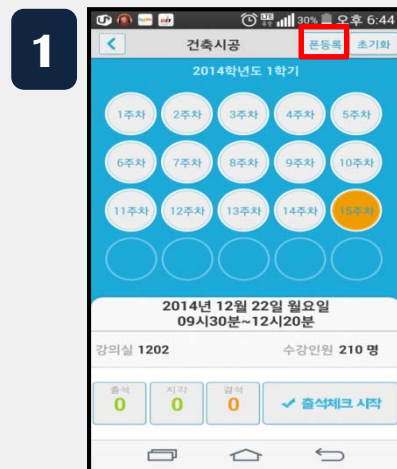 1
30% 오후 6:44
건축시공 폰등록 초기화
2014학년도 1학기
1주차 2주차 3주차 4주차 5주차
6주차 7주차 8주차 9주차 10주차
11주차 12주차 13주차 14주차 15주차
2014년 12월 22일 월요일
09시30분~12시20분
강의실 1202 수강인원 210 명
출석 지각 결석
0 0 0 ✓ 출석체크 시작